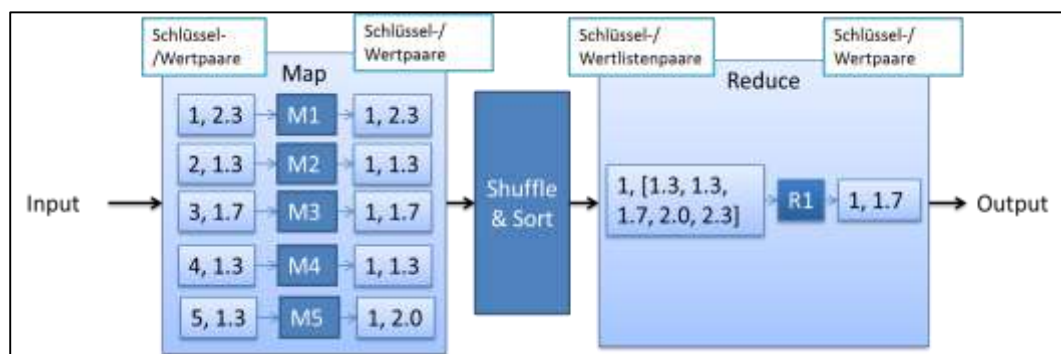 Schlüssel-
/Wertpaare
Schlüssel-/
Wertpaare
Schlüssel-/
Wertlistenpaare
Schlüssel-/
Wertpaare
Map
Reduce
1, 2.3
M1
1, 2.3
2, 1.3
M2
1, 1.3
3, 1.7
M3
1, 1.7
4, 1.3
M4
1, 1.3
5, 1.3
M5
1, 2.0
Input
Shuffle
& Sort
1, [1.3, 1.3,
1.7, 2.0, 2.3]
R1
1, 1.7
Output